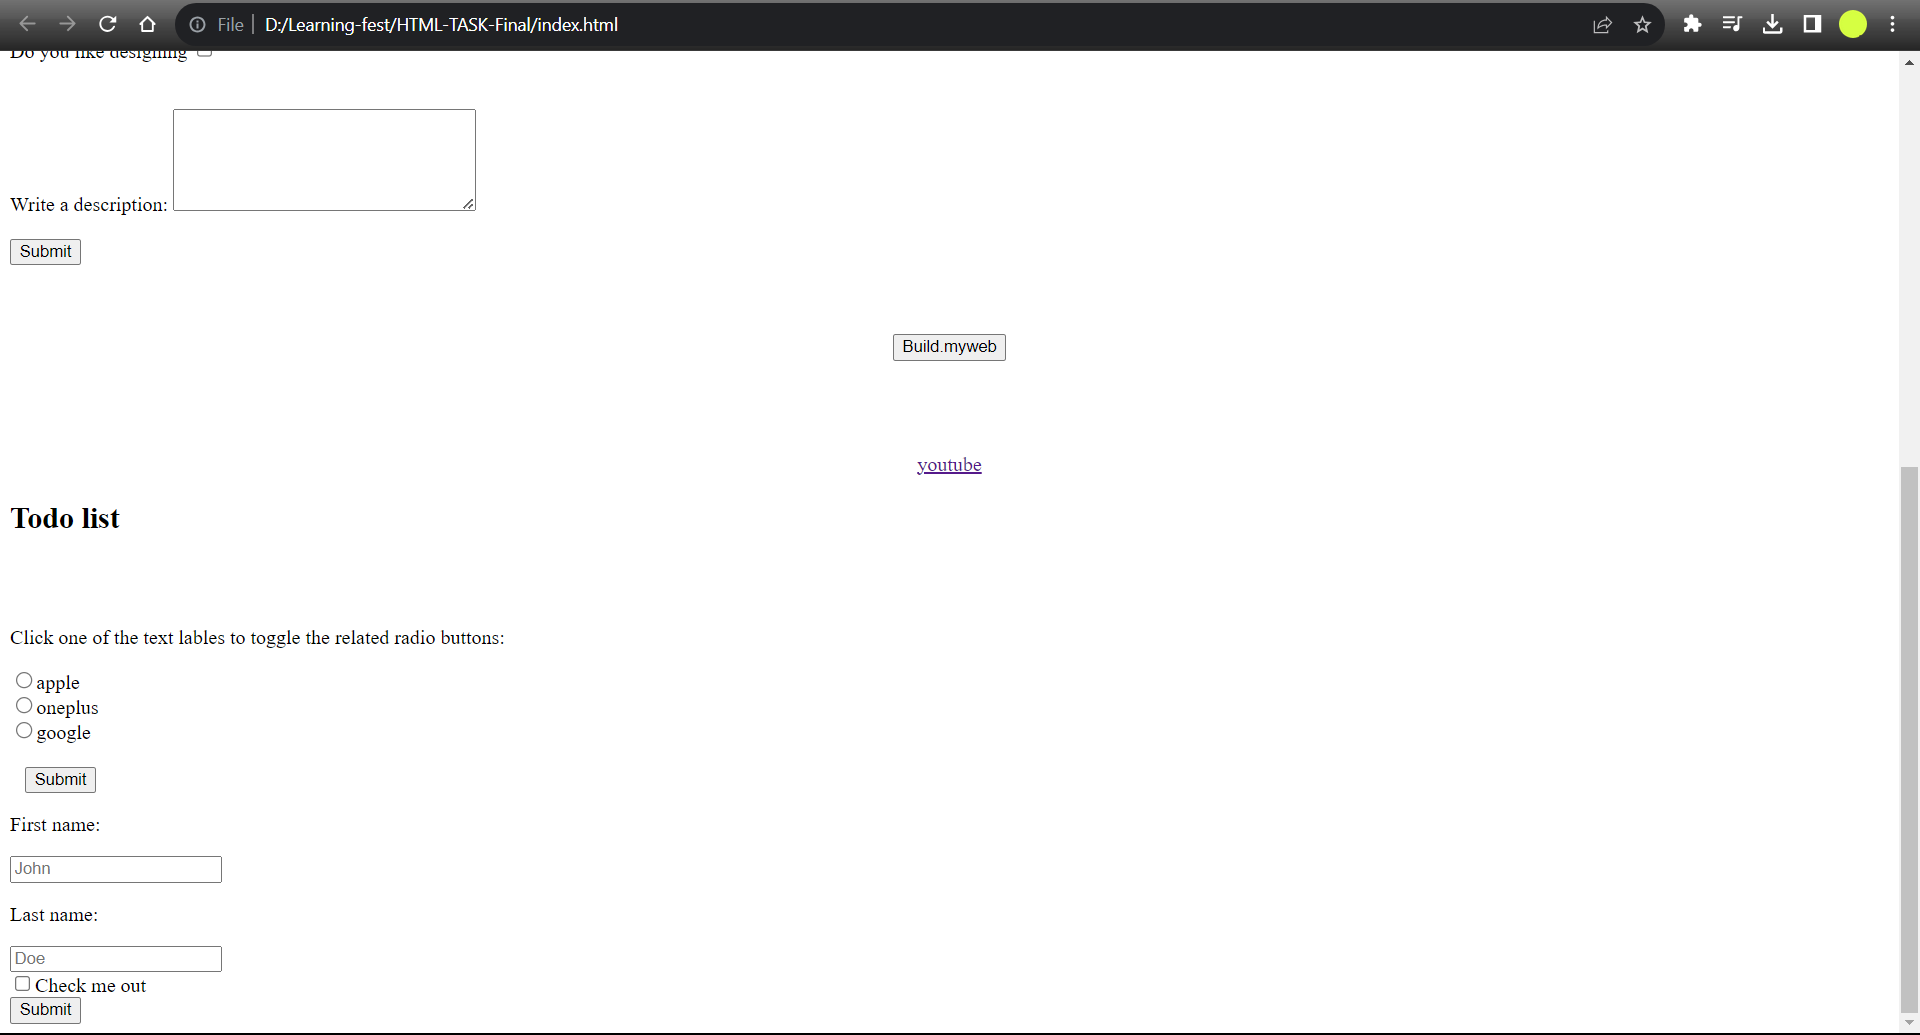 File D:/Learning-fest/HTML-TASK-Final/index.html
Do you like designing
Write a description:
Submit
Build.myweb
youtube
Todo list
Click one of the text lables to toggle the related radio buttons:
apple
oneplus
google
Submit
First name:
John
Last name:
Doe
Check me out
Submit